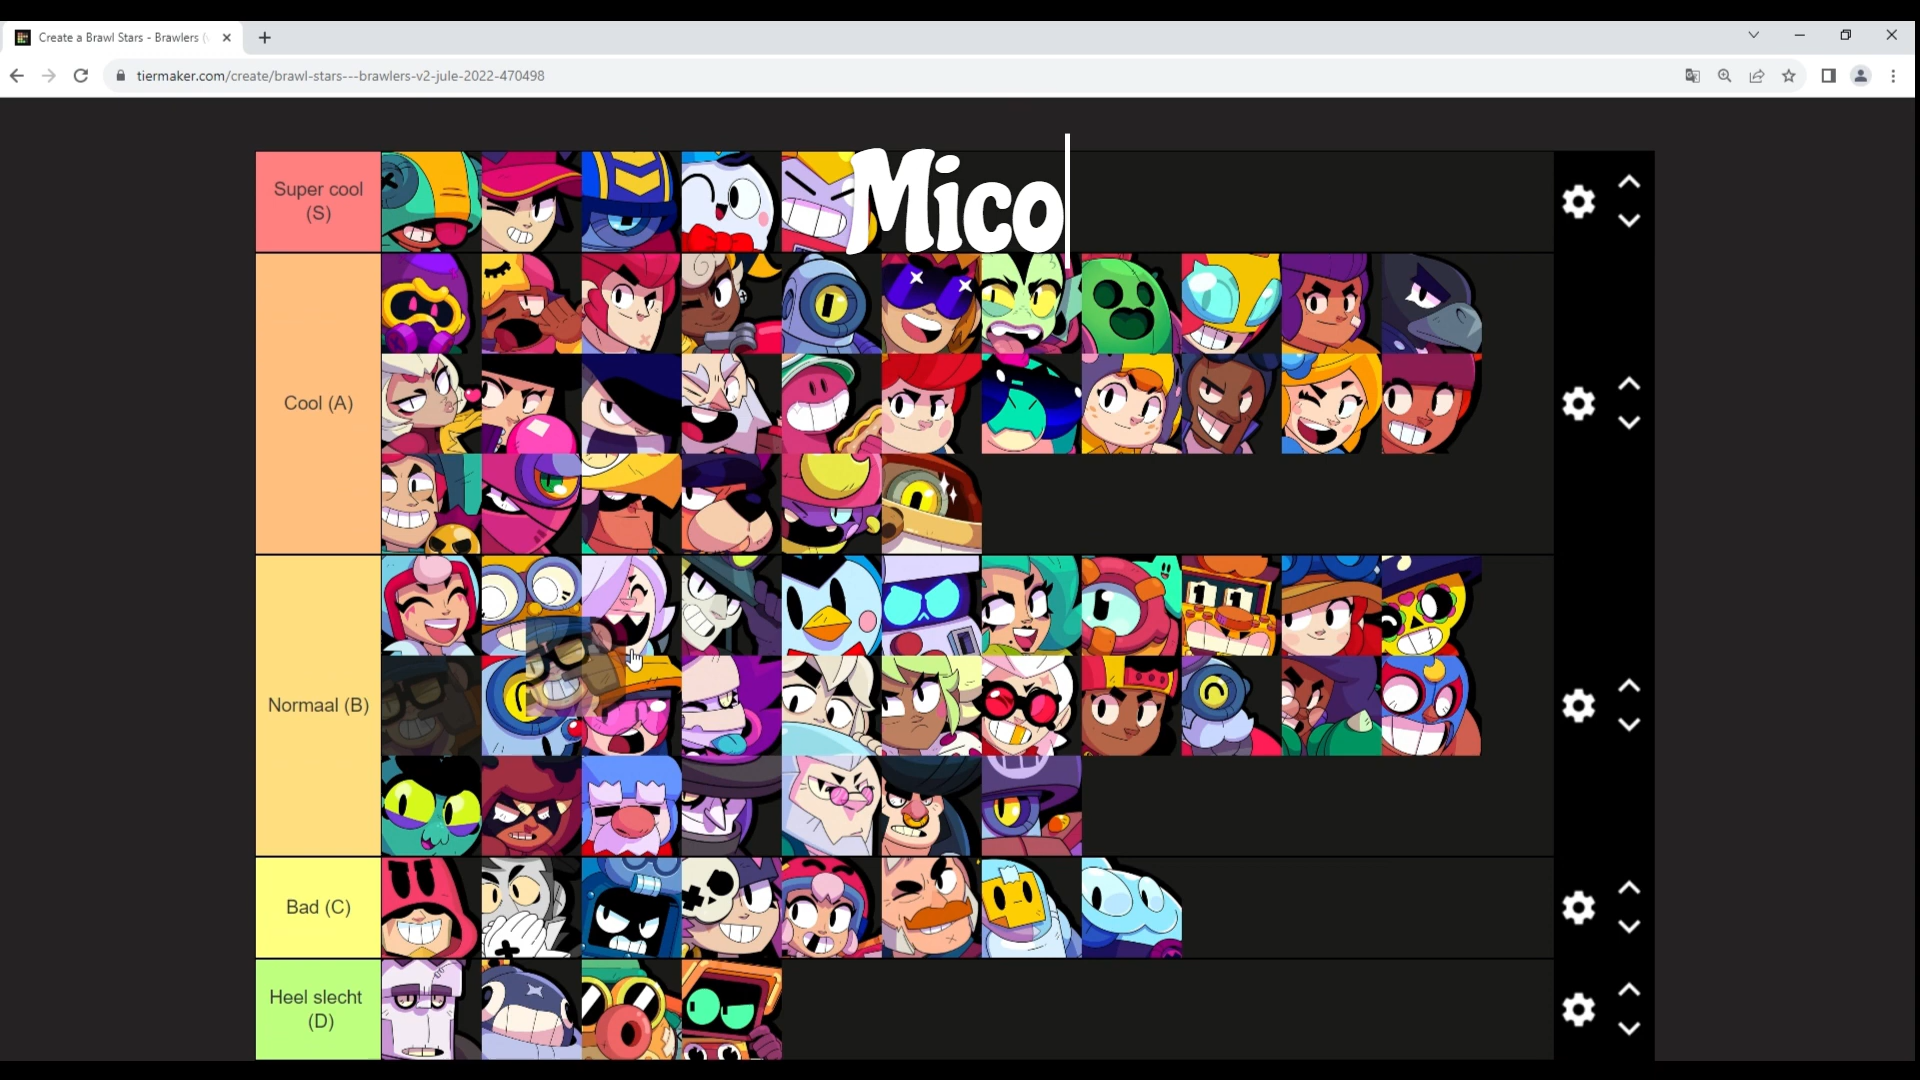 Create a Brawl Stars - Brawlers (
tiermaker.com/create/brawl-stars---brawlers-v2-jule-2022-470498
Mico
Super cool
(S)
Cool (A)
Normaal (B)
Bad (C)
Heel slecht
(D)